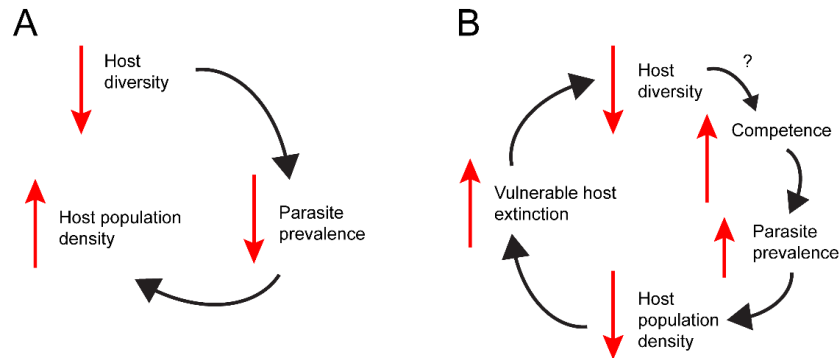 A
Host
diversity
Parasite
prevalence
Host population
density
B
Host
diversity
?
Competence
Parasite
prevalence
Host
population
density
Vulnerable host
extinction